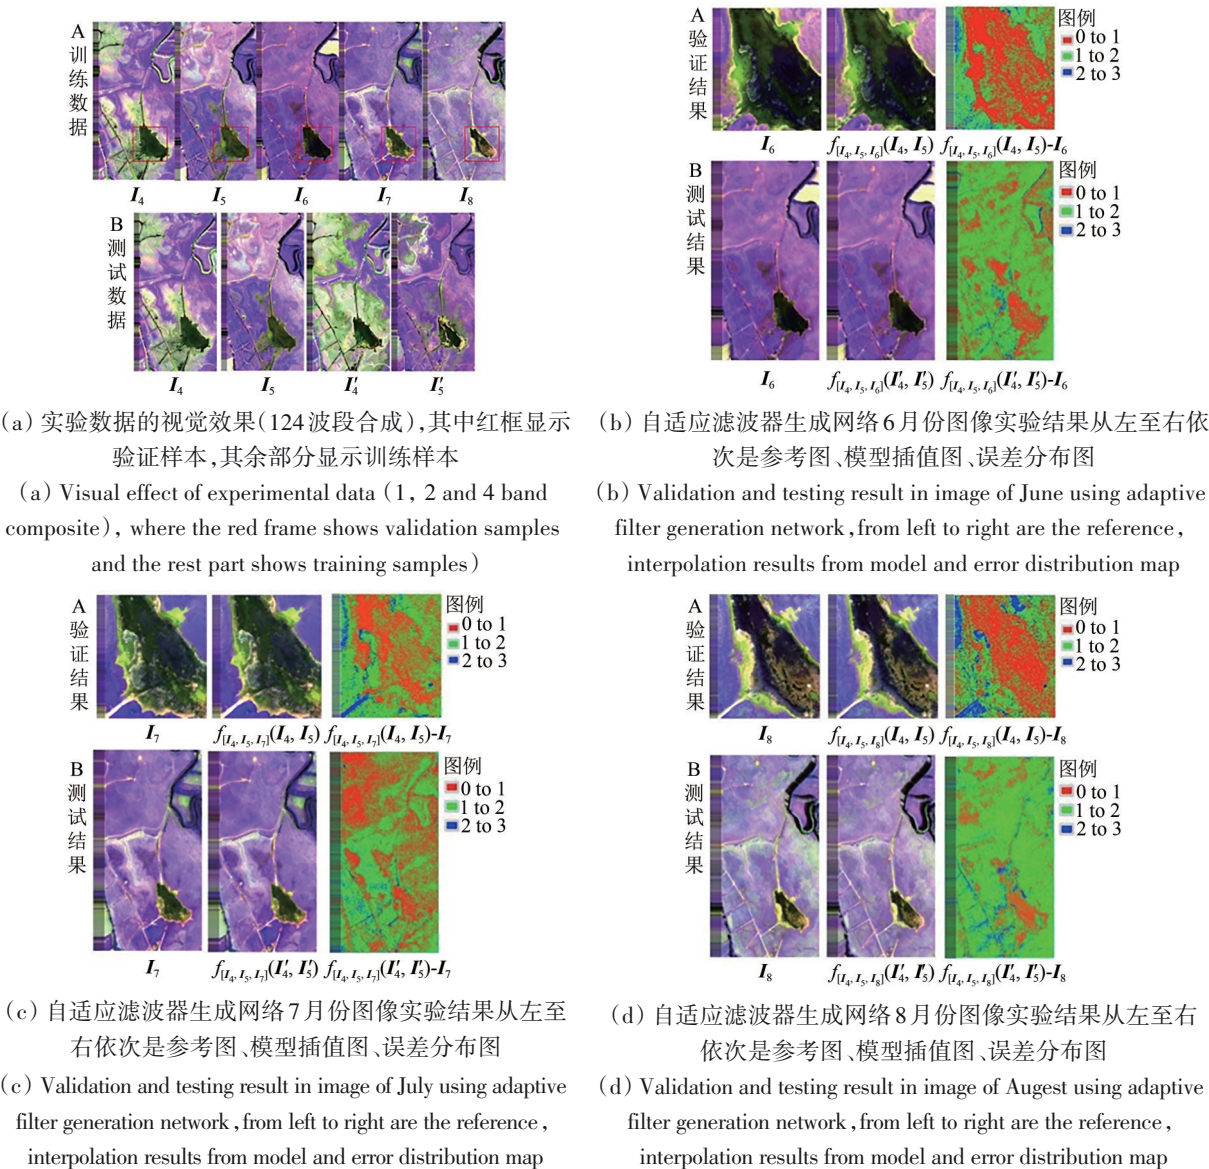 A
训
练
数
据
I4 I5 I6 I7 I8
B
测
试
数
据
I4 I5 I′4 I′5
(a) 实验数据的视觉效果(124波段合成),其中红框显示
验证样本,其余部分显示训练样本
(a) Visual effect of experimental data (1, 2 and 4 band
composite), where the red frame shows validation samples
and the rest part shows training samples)
A
验
证
结
果
图例
0 to 1
1 to 2
2 to 3
I6 f[I4, I5, I6](I4, I5) f[I4, I5, I6](I4, I5)-I6
B
测
试
结
果
图例
0 to 1
1 to 2
2 to 3
I6 f[I4, I5, I6](I′4, I′5) f[I4, I5, I6](I′4, I′5)-I6
(b) 自适应滤波器生成网络6月份图像实验结果从左至右依
次是参考图、模型插值图、误差分布图
(b) Validation and testing result in image of June using adaptive
filter generation network,from left to right are the reference,
interpolation results from model and error distribution map
A
验
证
结
果
图例
0 to 1
1 to 2
2 to 3
I7 f[I4, I5, I7](I4, I5) f[I4, I5, I7](I4, I5)-I7
B
测
试
结
果
图例
0 to 1
1 to 2
2 to 3
I7 f[I4, I5, I7](I′4, I′5) f[I4, I5, I7](I′4, I′5)-I7
(c) 自适应滤波器生成网络7月份图像实验结果从左至
右依次是参考图、模型插值图、误差分布图
(c) Validation and testing result in image of July using adaptive
filter generation network,from left to right are the reference,
interpolation results from model and error distribution map
A
验
证
结
果
图例
0 to 1
1 to 2
2 to 3
I8 f[I4, I5, I8](I4, I5) f[I4, I5, I8](I4, I5)-I8
B
测
试
结
果
图例
0 to 1
1 to 2
2 to 3
I8 f[I4, I5, I8](I′4, I′5) f[I4, I5, I8](I′4, I′5)-I8
(d) 自适应滤波器生成网络8月份图像实验结果从左至右
依次是参考图、模型插值图、误差分布图
(d) Validation and testing result in image of Augest using adaptive
filter generation network,from left to right are the reference,
interpolation results from model and error distribution map